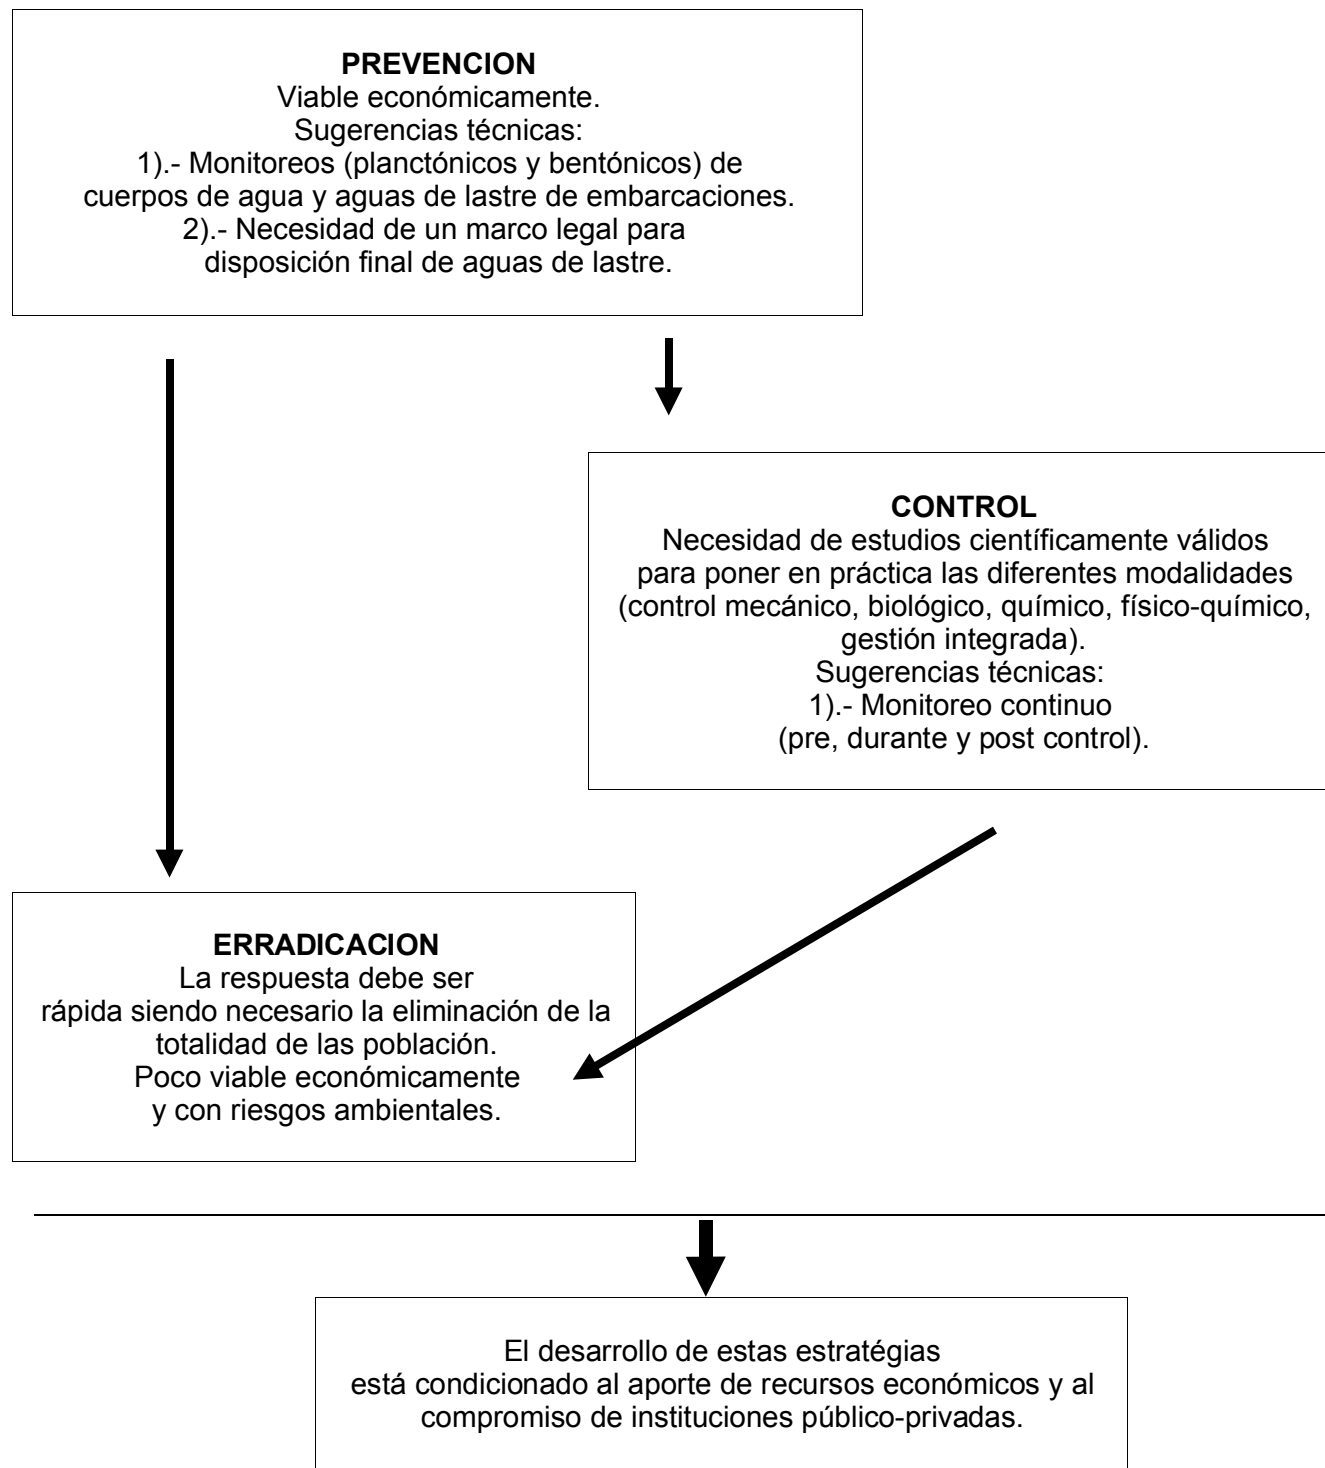 PREVENCION
Viable económicamente.
Sugerencias técnicas:
1).- Monitoreos (planctónicos y bentónicos) de
cuerpos de agua y aguas de lastre de embarcaciones.
2).- Necesidad de un marco legal para
disposición final de aguas de lastre.
CONTROL
Necesidad de estudios científicamente válidos
para poner en práctica las diferentes modalidades
(control mecánico, biológico, químico, físico-químico,
gestión integrada).
Sugerencias técnicas:
1).- Monitoreo continuo
(pre, durante y post control).
ERRADICACION
La respuesta debe ser
rápida siendo necesario la eliminación de la
totalidad de las población.
Poco viable económicamente
y con riesgos ambientales.
El desarrollo de estas estratégias
está condicionado al aporte de recursos económicos y al
compromiso de instituciones público-privadas.